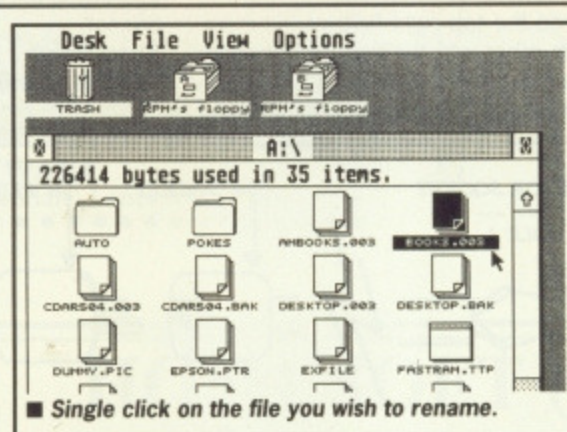 Desk File View Options
TRASH RPM's floppy RPM's floppy
A:\
226414 bytes used in 35 items.
AUTO POKES AMBOOKS.003 BOOKS.003
CDARS04.003 CDARS04.BAK DESKTOP.003 DESKTOP.BAK
DUMMY.PIC EPSON.PTR EXFILE FASTRAM.TTP
■ Single click on the file you wish to rename.